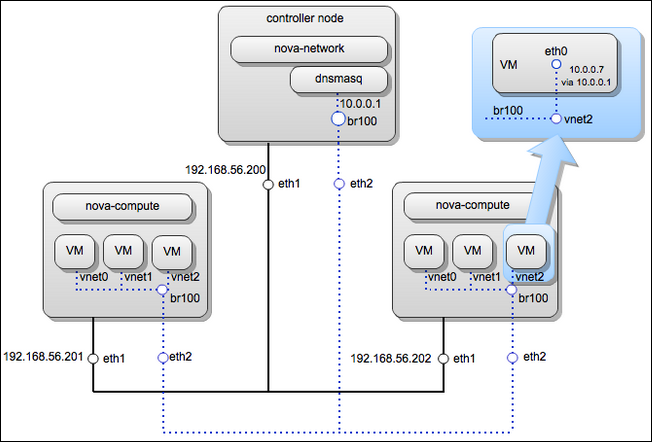 controller node
nova-network
dnsmasq
10.0.0.1
br100
eth0
VM
10.0.0.7
via 10.0.0.1
br100
vnet2
192.168.56.200
eth1
eth2
nova-compute
VM
VM
VM
vnet0
vnet1
vnet2
br100
192.168.56.201
eth1
eth2
nova-compute
VM
VM
VM
vnet0
vnet1
vnet2
br100
192.168.56.202
eth1
eth2